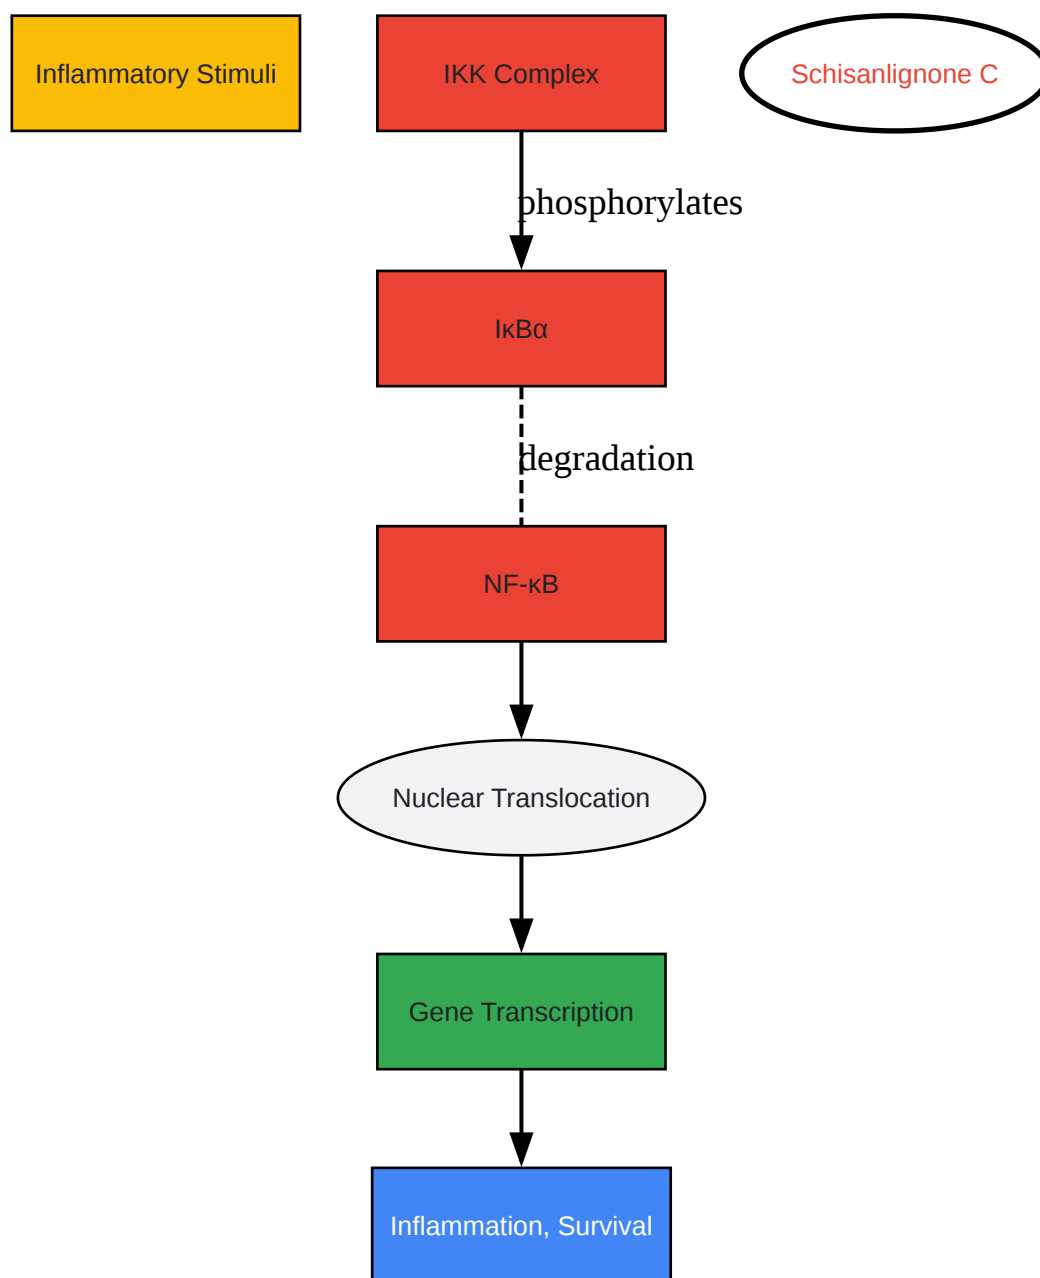 Inflammatory Stimuli
IKK Complex
Schisanlignone C
phosphorylates
IκBα
degradation
NF-κB
Nuclear Translocation
Gene Transcription
Inflammation, Survival